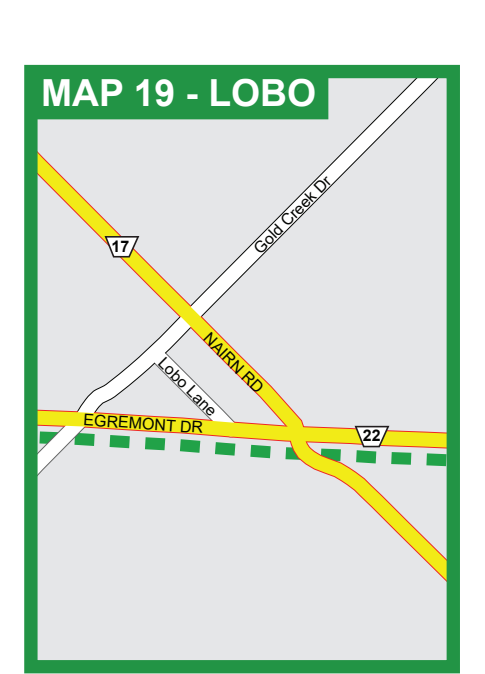 MAP 19 - LOBO
Gold Creek Dr
17
NAIRN RD
Lobo Lane
EGREMONT DR
22